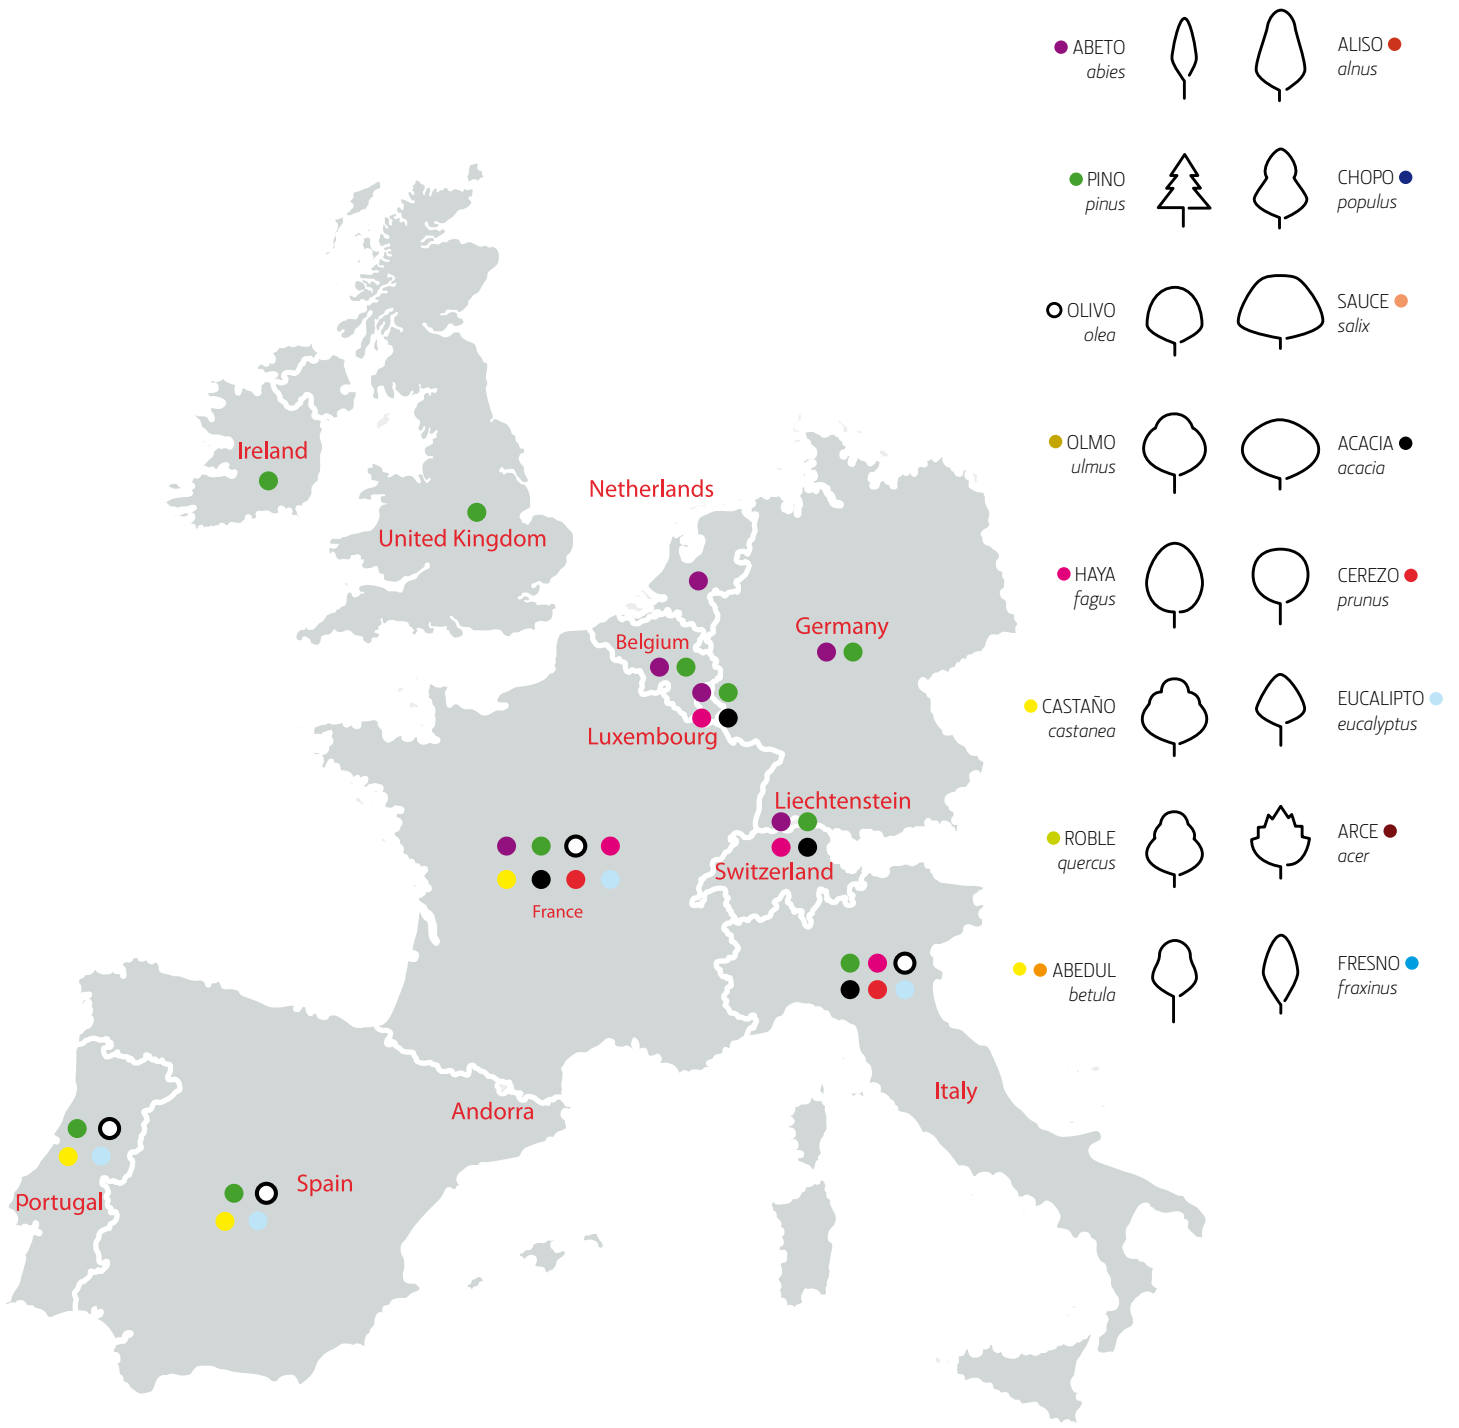 ABETO
abies
ALISO
alnus
PINO
pinus
CHOPO
populus
OLIVO
olea
SAUCE
salix
OLMO
ulmus
ACACIA
acacia
HAYA
fagus
CEREZO
prunus
CASTAÑO
castanea
EUCALIPTO
eucalyptus
ROBLE
quercus
ARCE
acer
ABEDUL
betula
FRESNO
fraxinus
Ireland
Netherlands
United Kingdom
Germany
Belgium
Luxembourg
Liechtenstein
Switzerland
France
Italy
Andorra
Spain
Portugal